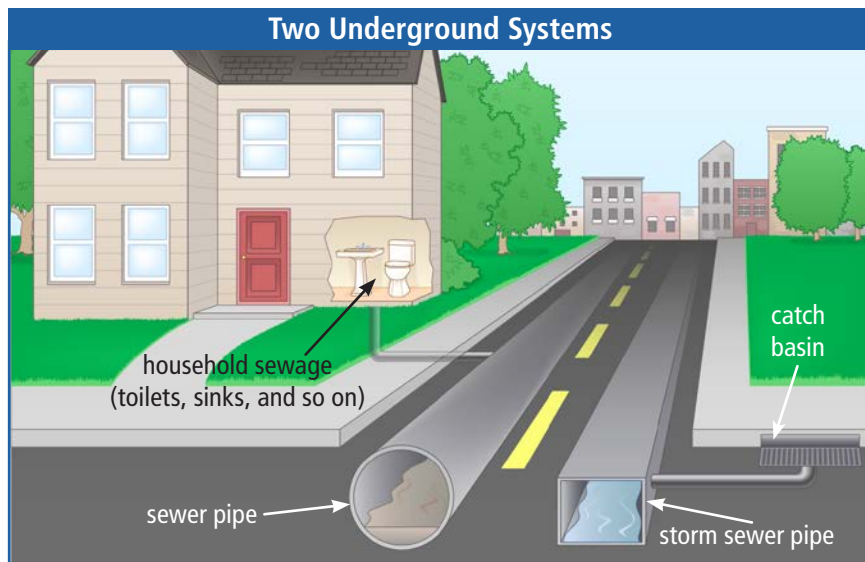 Two Underground Systems
household sewage
(toilets, sinks, and so on)
catch
basin
sewer pipe
storm sewer pipe